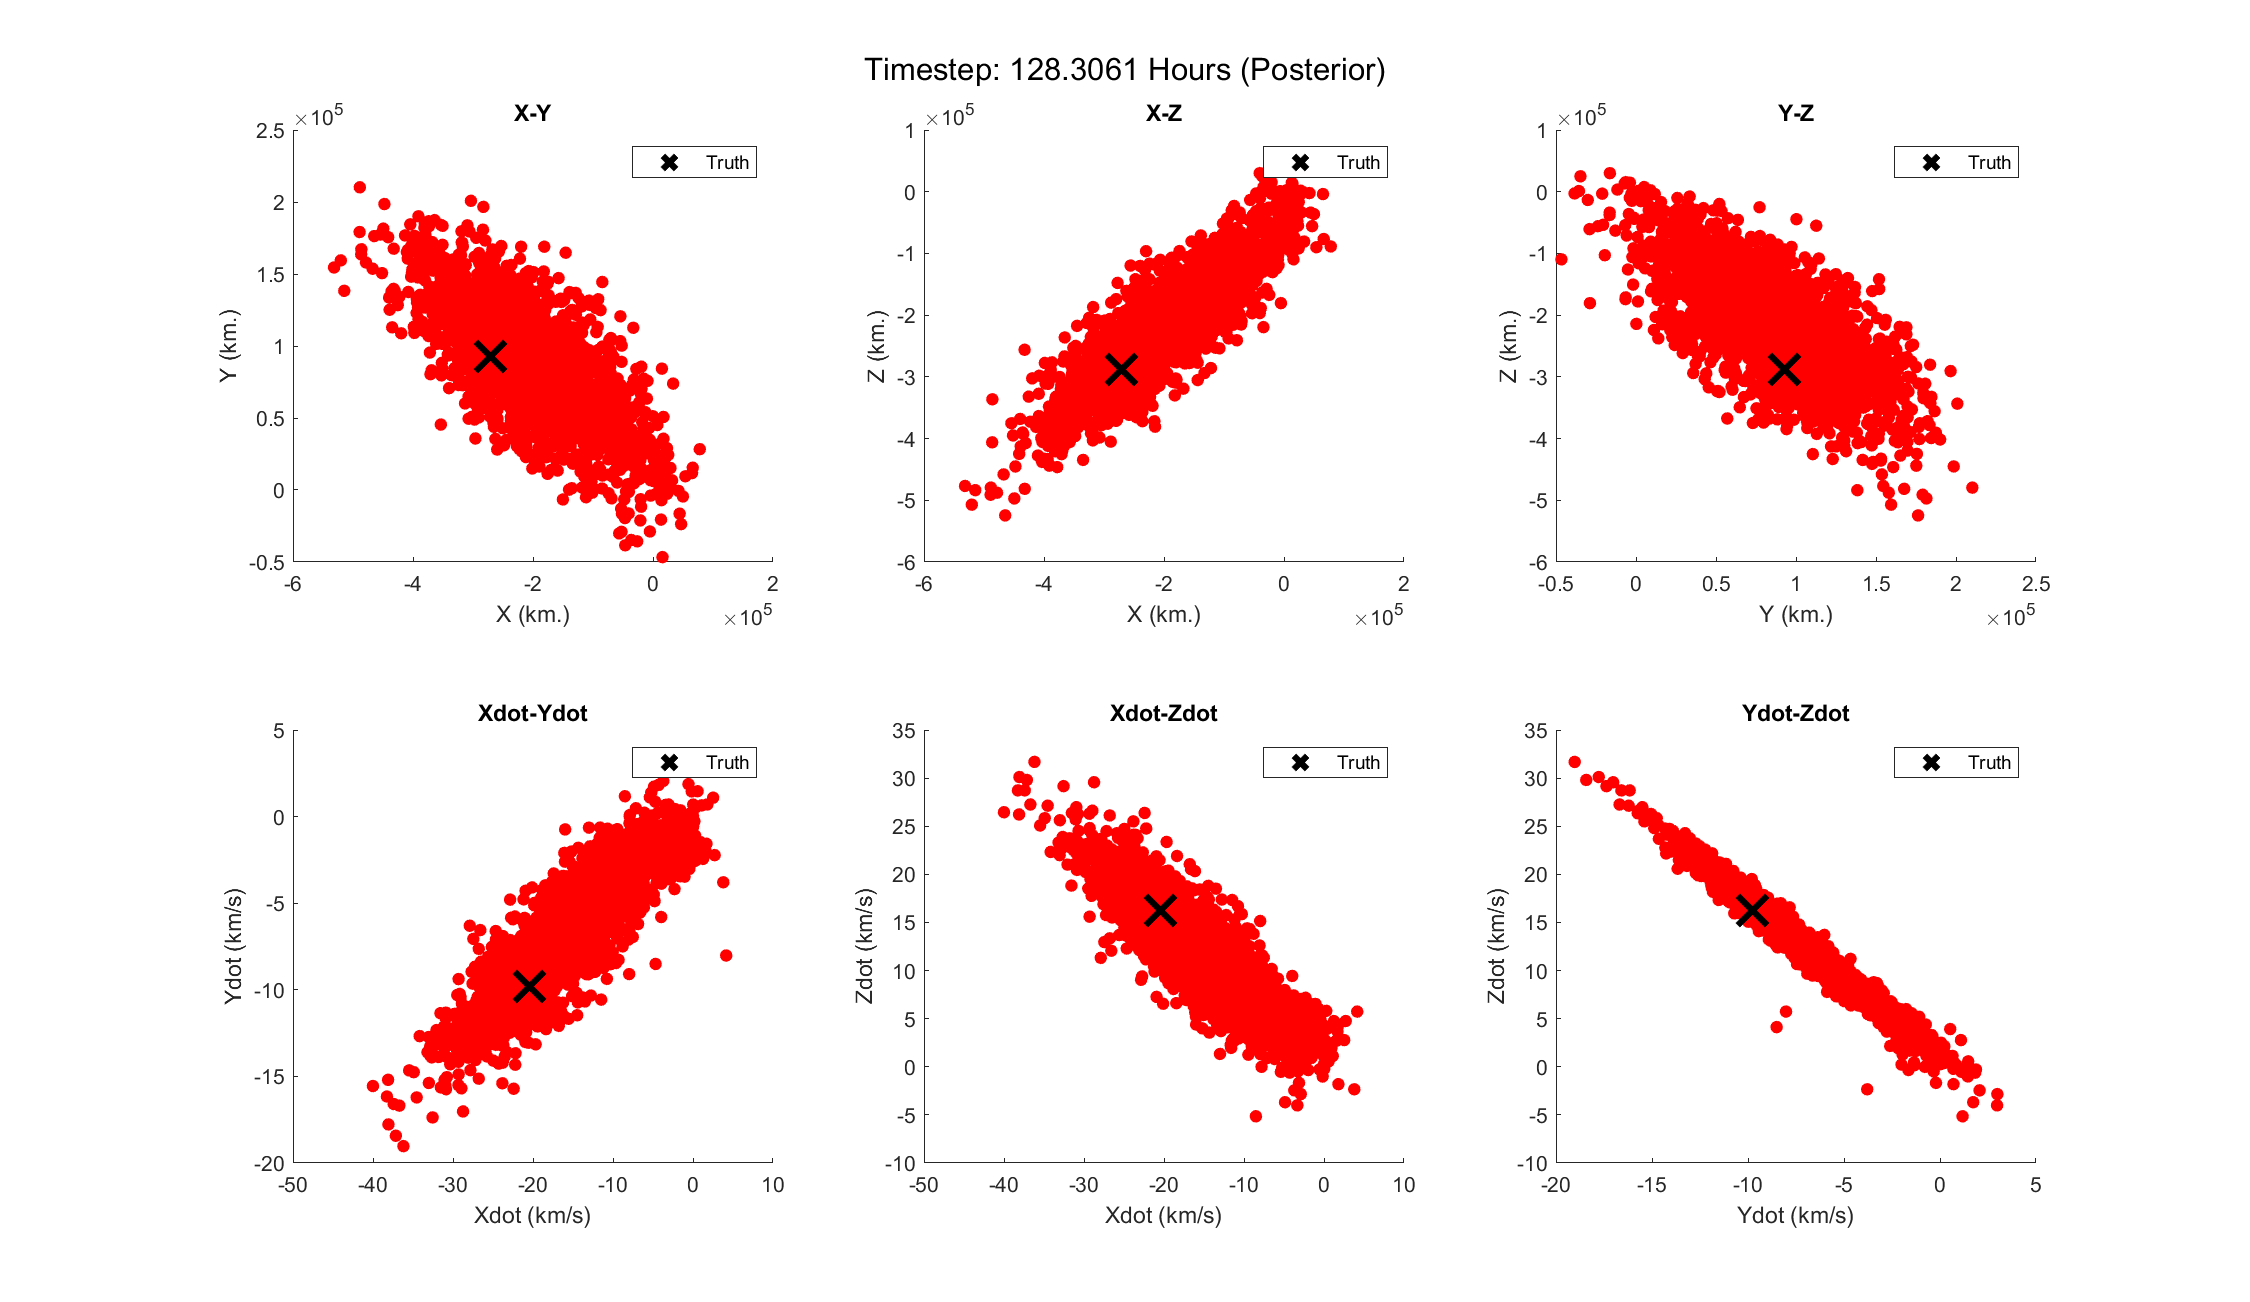 Timestep: 128.3061 Hours (Posterior)
X-Y
×10^5
Truth
2.5
2
1.5
1
0.5
0
-0.5
Y (km.)
-6 -4 -2 0 2
X (km.)
×10^5
X-Z
×10^5
Truth
1
0
-1
-2
-3
-4
-5
-6
Z (km.)
-6 -4 -2 0 2
X (km.)
×10^5
Y-Z
×10^5
Truth
1
0
-1
-2
-3
-4
-5
-6
Z (km.)
-0.5 0 0.5 1 1.5 2 2.5
Y (km.)
×10^5
Xdot-Ydot
Truth
5
0
-5
-10
-15
-20
Ydot (km/s)
-50 -40 -30 -20 -10 0 10
Xdot (km/s)
Xdot-Zdot
Truth
35
30
25
20
15
10
5
0
-5
-10
Zdot (km/s)
-50 -40 -30 -20 -10 0 10
Xdot (km/s)
Ydot-Zdot
Truth
35
30
25
20
15
10
5
0
-5
-10
Zdot (km/s)
-20 -15 -10 -5 0 5
Ydot (km/s)